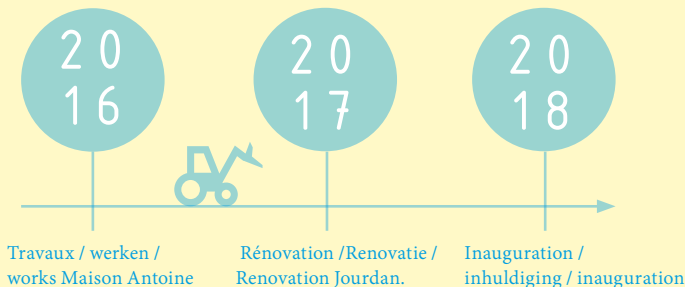 20
16
20
17
20
18
Travaux / werken /
works Maison Antoine
Rénovation /Renovatie /
Renovation Jourdan.
Inauguration /
inhuldiging / inauguration